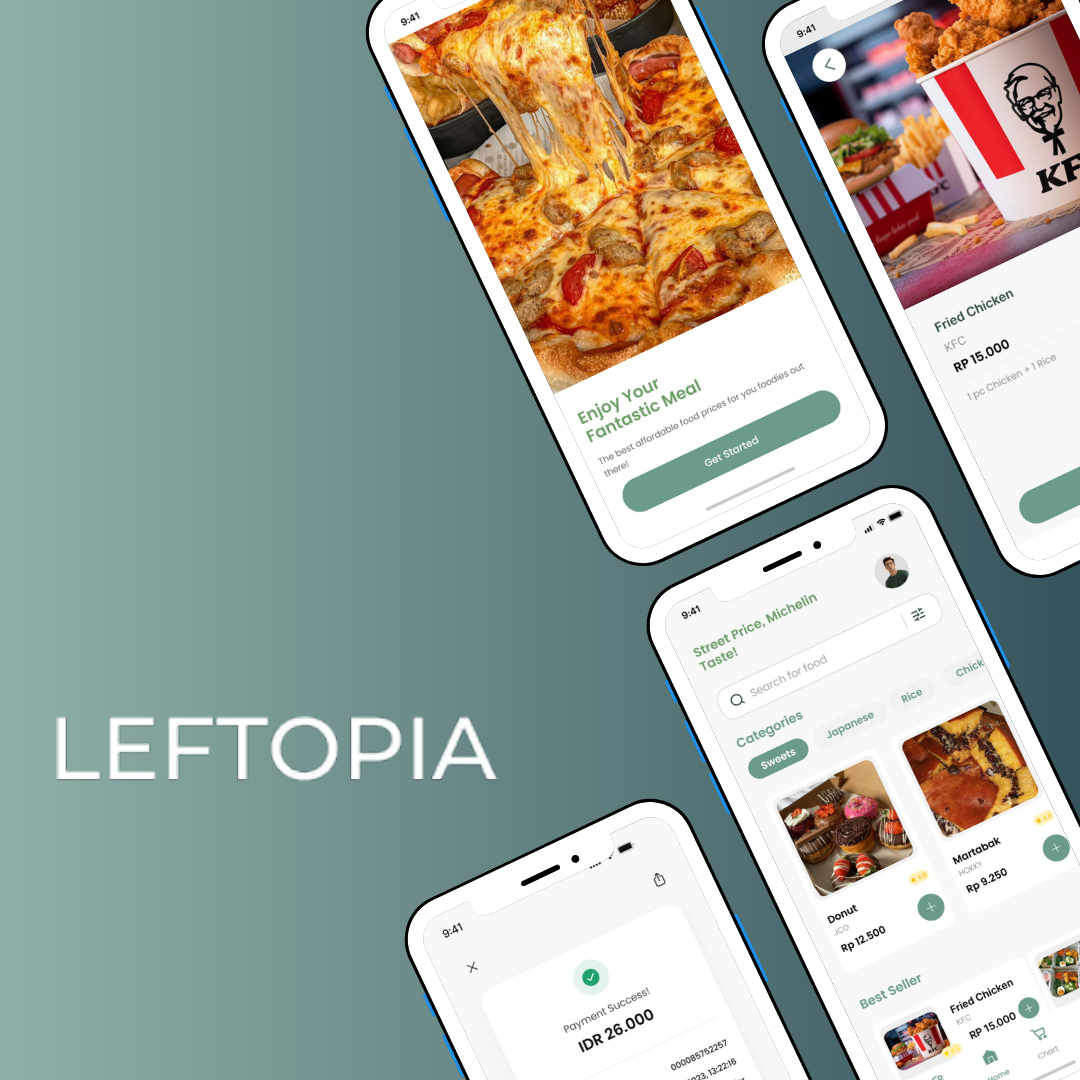 9:41
Enjoy Your
Fantastic Meal
The best affordable food prices for you foodies out
there!
Get Started
9:41
KFC
Fried Chicken
KFC
RP 15.000
1 pc Chicken + 1 Rice
LEFTOPIA
9:41
Street Price, Michelin
Taste!
Search for food
Categories
Sweets
Japanese
Rice
Donut
JCO
Rp 12.500
Martabak
HOKKY
Rp 9.250
Best Seller
Fried Chicken
KFC
RP 15.000
Chart
9:41
Payment Success!
IDR 26.000
000085752257
2023, 13:22:16